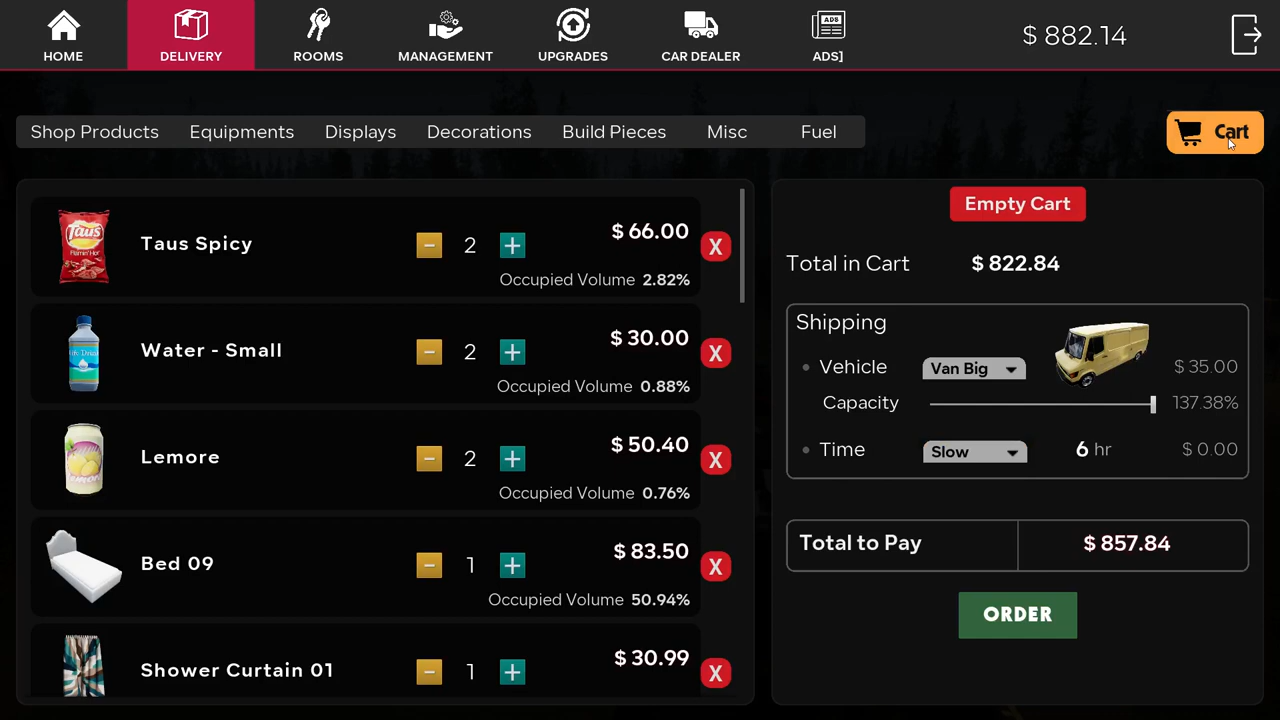 HOME DELIVERY ROOMS MANAGEMENT UPGRADES CAR DEALER ADS] $ 882.14
ADS
Shop Products Equipments Displays Decorations Build Pieces Misc Fuel Cart
Taus Spicy − 2 + $ 66.00 X
Occupied Volume 2.82%
Water - Small − 2 + $ 30.00 X
Occupied Volume 0.88%
Lemore − 2 + $ 50.40 X
Occupied Volume 0.76%
Bed 09 − 1 + $ 83.50 X
Occupied Volume 50.94%
Shower Curtain 01 − 1 + $ 30.99 X
Taus
Empty Cart
Total in Cart $ 822.84
Shipping
Vehicle Van Big $ 35.00
Capacity 137.38%
Time Slow 6 hr $ 0.00
Total to Pay $ 857.84
ORDER